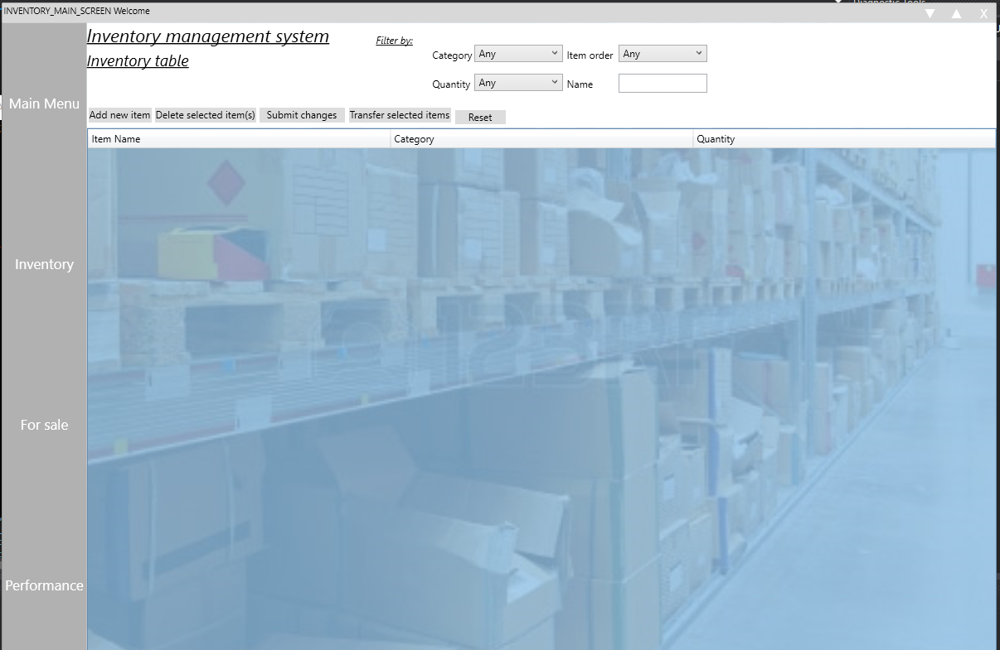 Diagnostic Tools
INVENTORY_MAIN_SCREEN Welcome
X
Inventory management system
Inventory table
Filter by:
Category Any Item order Any
Quantity Any Name
Main Menu
Inventory
For sale
Performance
Add new item Delete selected item(s) Submit changes Transfer selected items Reset
Item Name Category Quantity